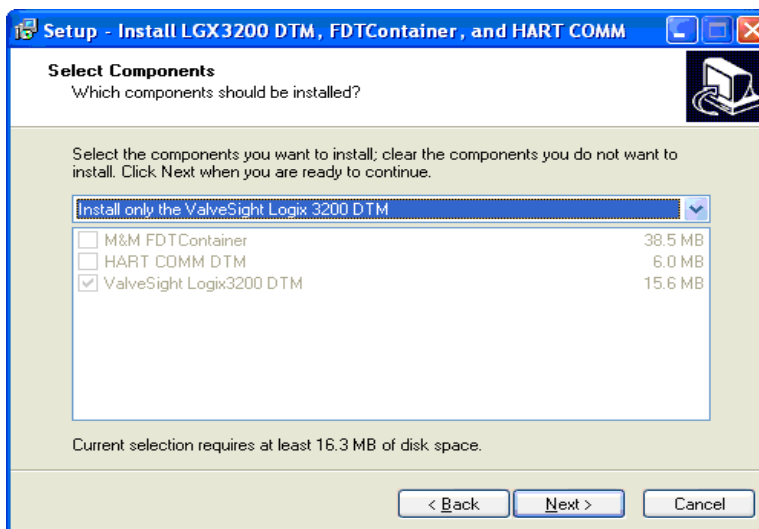 Setup - Install LGX3200 DTM, FDTContainer, and HART COMM
Select Components
Which components should be installed?
Select the components you want to install; clear the components you do not want to
install. Click Next when you are ready to continue.
Install only the ValveSight Logix 3200 DTM
M&M FDTContainer 38.5 MB
HART COMM DTM 6.0 MB
ValveSight Logix3200 DTM 15.6 MB
Current selection requires at least 16.3 MB of disk space.
< Back Next > Cancel